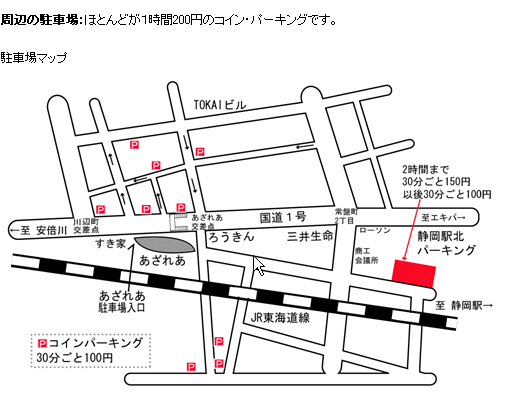 周辺の駐車場:ほとんどが1時間200円のコイン・パーキングです。
駐車場マップ
TOKAIビル
P
P
P
2時間まで
30分ごと150円
以後30分ごと100円
P
P
P
←至 安倍川
川辺町
交差点
あざれあ
交差点
国道1号
常盤町
2丁目
至エキパ→
すき家
ろうきん
三井生命
ローソン
静岡駅北
パーキング
あざれあ
商工
会議所
あざれあ
駐車場入口
JR東海道線
至 静岡駅→
Pコインパーキング
30分ごと100円
P
P
P